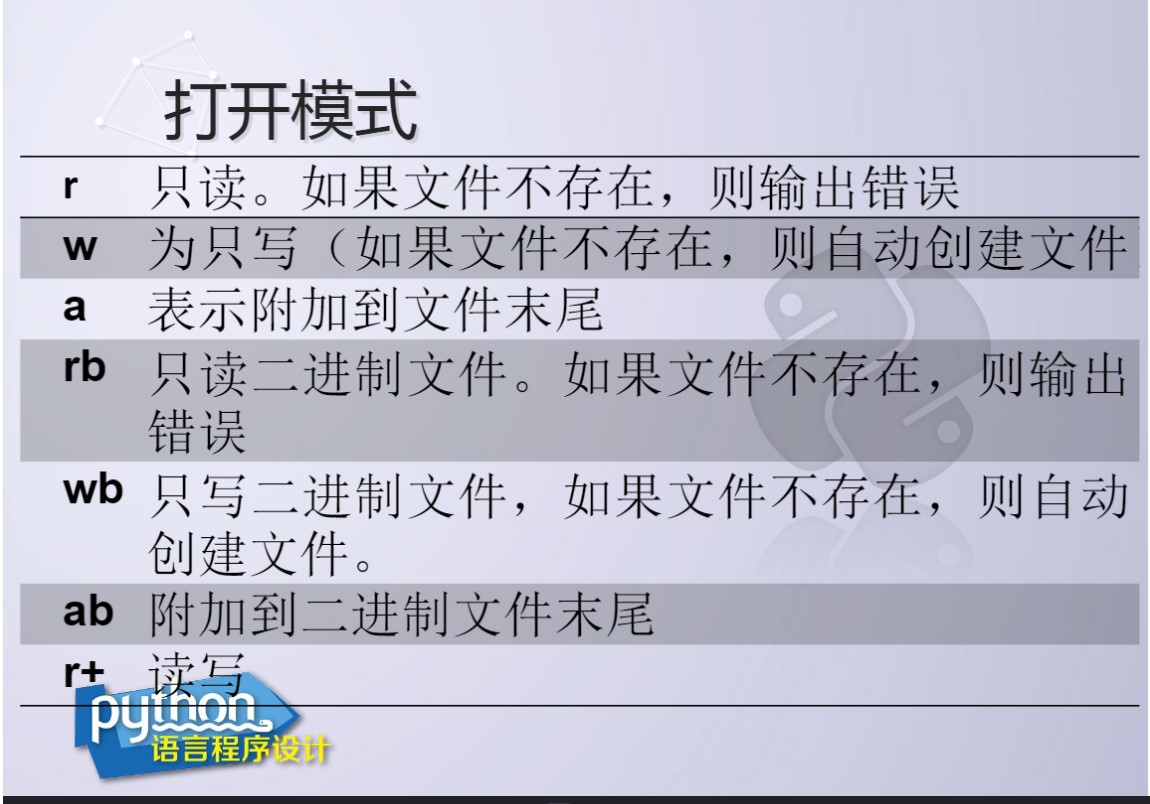 打开模式
r 只读。如果文件不存在，则输出错误
w 为只写（如果文件不存在，则自动创建文件
a 表示附加到文件末尾
rb 只读二进制文件。如果文件不存在，则输出
错误
wb 只写二进制文件，如果文件不存在，则自动
创建文件。
ab 附加到二进制文件末尾
r+ 读写
python
语言程序设计